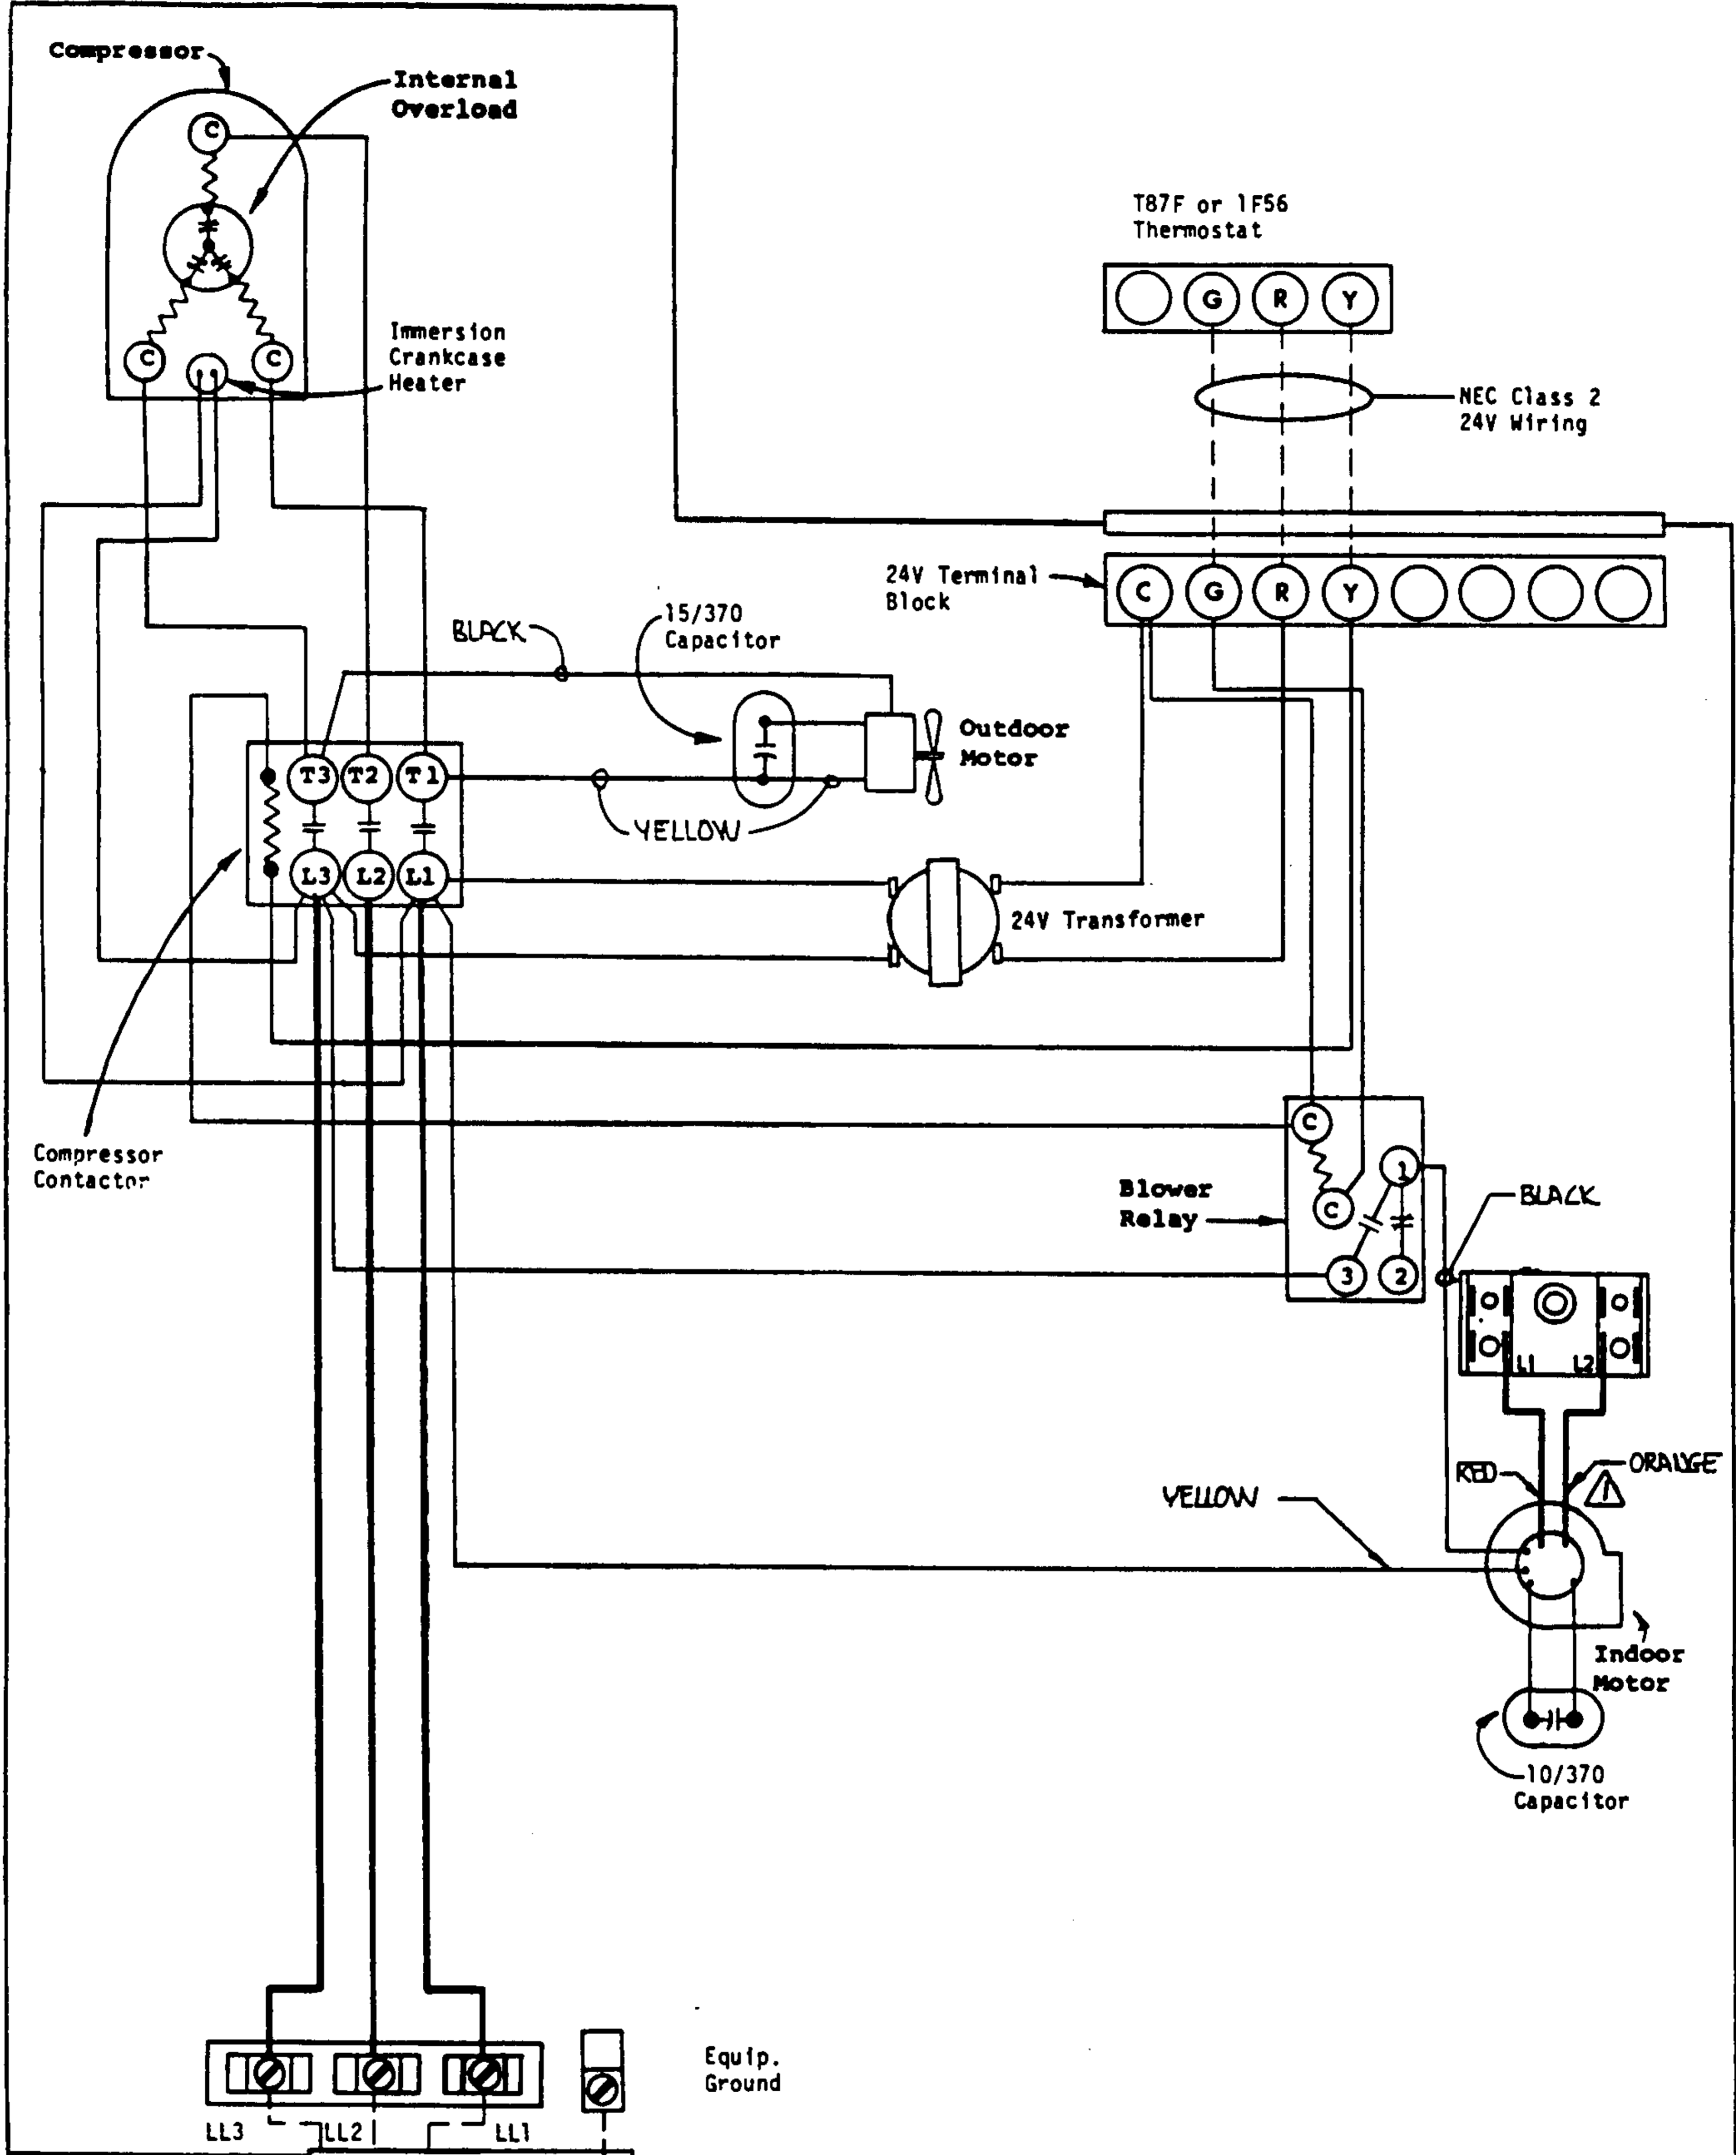 Compressor
Internal
Overload
C
C
C
Immersion
Crankcase
Heater
T87F or 1F56
Thermostat
G R Y
NEC Class 2
24V Wiring
24V Terminal
Block
C G R Y
BLACK
15/370
Capacitor
Outdoor
Motor
T3 T2 T1
YELLOW
L3 L2 L1
24V Transformer
Compressor
Contactor
C
1
C
Blower
Relay
3 2
BLACK
L1 L2
RED
ORANGE
1
YELLOW
Indoor
Motor
10/370
Capacitor
Equip.
Ground
LL3 LL2 LL1